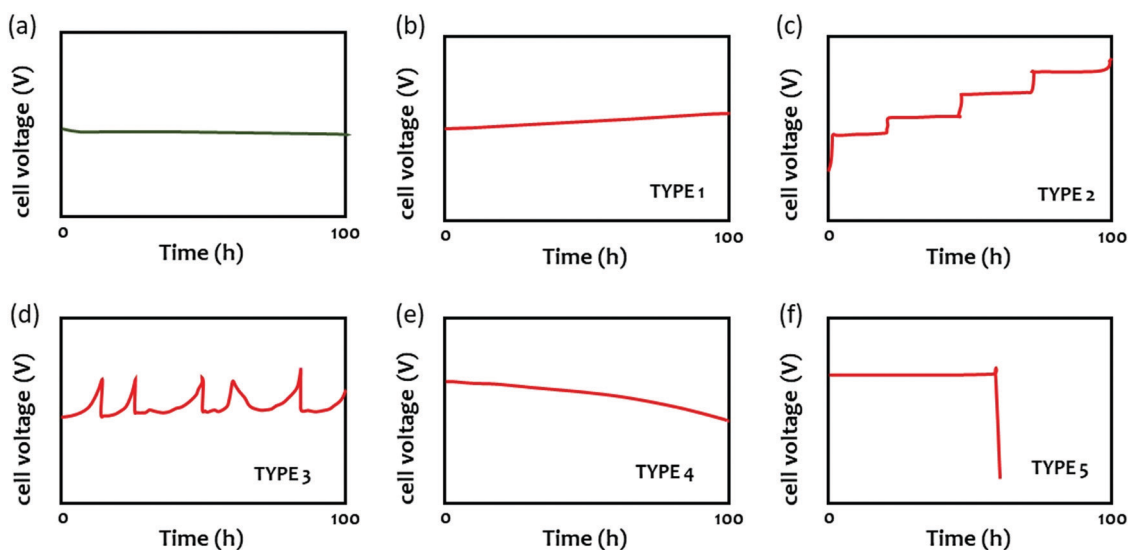 (a)
cell voltage (V)
0
100
Time (h)
(b)
cell voltage (V)
TYPE 1
0
100
Time (h)
(c)
cell voltage (V)
TYPE 2
0
100
Time (h)
(d)
cell voltage (V)
TYPE 3
0
100
Time (h)
(e)
cell voltage (V)
TYPE 4
0
100
Time (h)
(f)
cell voltage (V)
TYPE 5
0
100
Time (h)